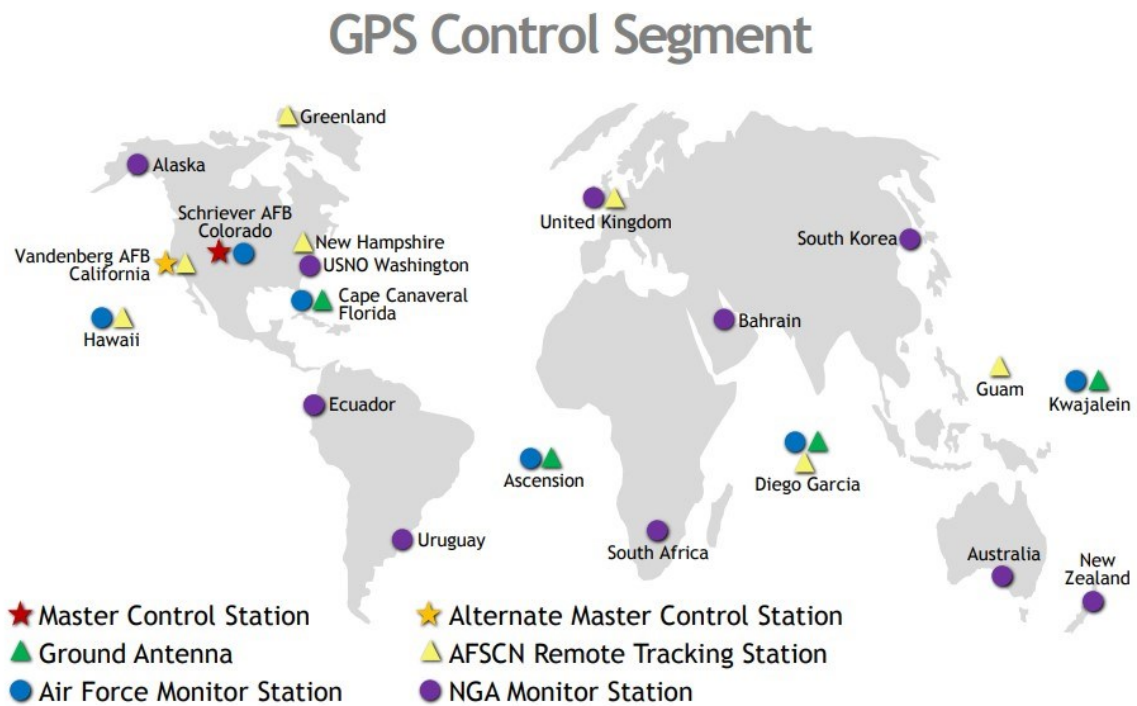 GPS Control Segment
Greenland
Alaska
Schriever AFB
Colorado
Vandenberg AFB
California
New Hampshire
USNO Washington
Cape Canaveral
Florida
Hawaii
United Kingdom
South Korea
Bahrain
Guam
Kwajalein
Ecuador
Ascension
Diego Garcia
Uruguay
South Africa
Australia
New
Zealand
Master Control Station
Alternate Master Control Station
Ground Antenna
AFSCN Remote Tracking Station
Air Force Monitor Station
NGA Monitor Station